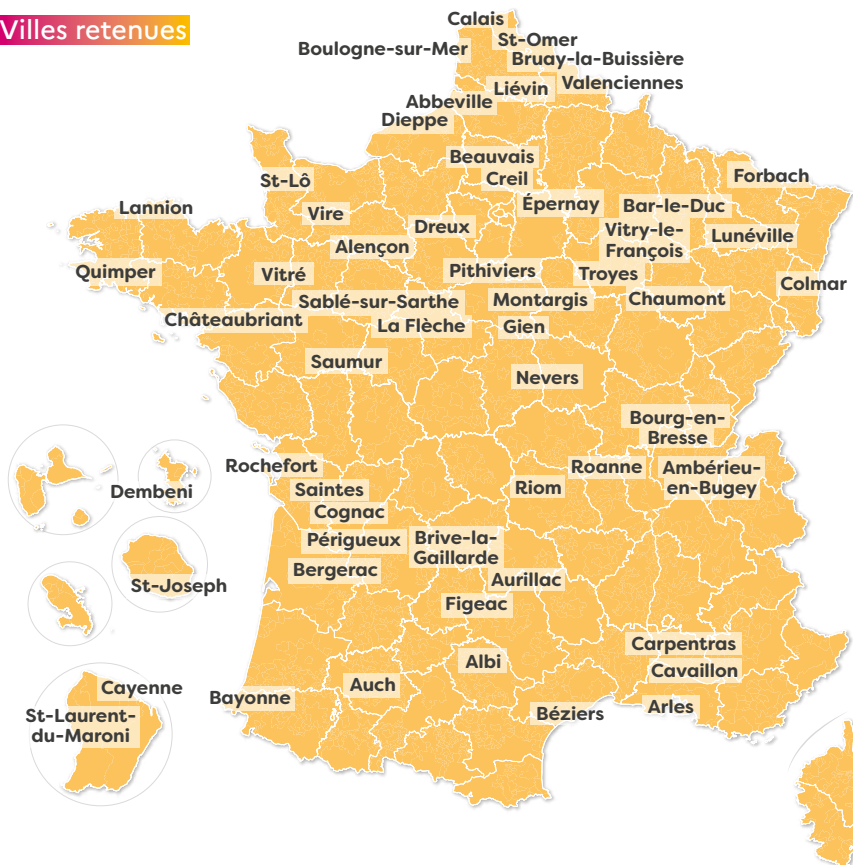 Villes retenues
Calais
St-Omer
Boulogne-sur-Mer
Bruay-la-Buissière
Valenciennes
Liévin
Abbeville
Dieppe
Beauvais
Creil
Forbach
St-Lô
Lannion
Vire
Épernay
Bar-le-Duc
Dreux
Vitry-le-
François
Lunéville
Alençon
Quimper
Vitré
Pithiviers
Troyes
Colmar
Sablé-sur-Sarthe
Montargis
Chaumont
Châteaubriant
La Flèche
Gien
Saumur
Nevers
Bourg-en-
Bresse
Rochefort
Roanne
Ambérieu-
en-Bugey
Dembeni
Saintes
Riom
Cognac
Périgueux
Brive-la-
Gaillarde
Bergerac
Aurillac
St-Joseph
Figeac
Carpentras
Albi
Cavaillon
Cayenne
Auch
Bayonne
Arles
Béziers
St-Laurent-
du-Maroni